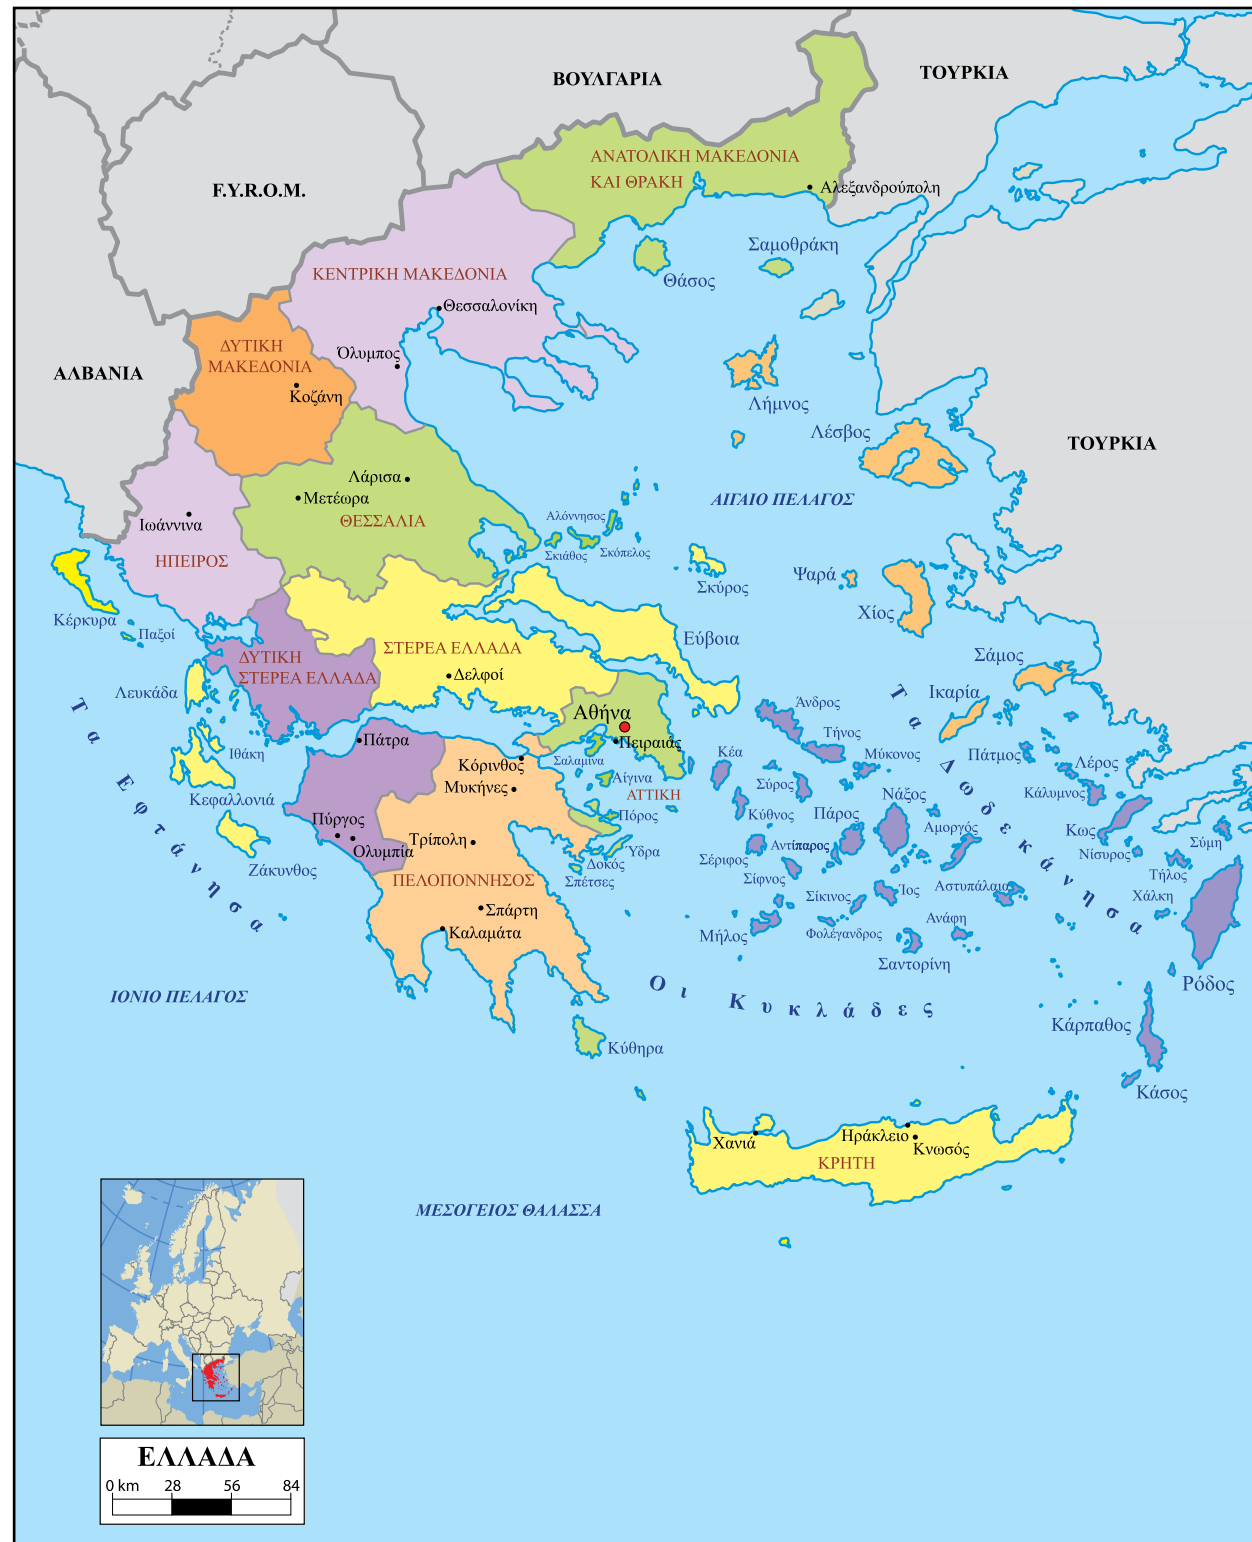 ΒΟΥΛΓΑΡΙΑ
ΤΟΥΡΚΙΑ
ΑΝΑΤΟΛΙΚΗ ΜΑΚΕΔΟΝΙΑ
ΚΑΙ ΘΡΑΚΗ
Αλεξανδρούπολη
F.Y.R.O.M.
Σαμοθράκη
Θάσος
ΚΕΝΤΡΙΚΗ ΜΑΚΕΔΟΝΙΑ
Θεσσαλονίκη
ΔΥΤΙΚΗ
ΜΑΚΕΔΟΝΙΑ
Όλυμπος
ΑΛΒΑΝΙΑ
Κοζάνη
Λήμνος
Λέσβος
ΤΟΥΡΚΙΑ
Λάρισα
Μετέωρα
ΑΙΓΑΙΟ ΠΕΛΑΓΟΣ
ΘΕΣΣΑΛΙΑ
Ιωάννινα
Αλόννησος
Σκιάθος
Σκόπελος
ΗΠΕΙΡΟΣ
Σκύρος
Ψαρά
Χίος
Κέρκυρα
Παξοί
Εύβοια
ΣΤΕΡΕΑ ΕΛΛΑΔΑ
ΔΥΤΙΚΗ
ΣΤΕΡΕΑ ΕΛΛΑΔΑ
Δελφοί
Σάμος
Λευκάδα
Ικαρία
Άνδρος
Αθήνα
Τήνος
Πειραιάς
Πάτρα
Ιθάκη
Κέα
Μύκονος
Πάτμος
Λέρος
Κόρινθος
Σαλαμίνα
Αίγινα
Σύρος
Κάλυμνος
Μυκήνες
ΑΤΤΙΚΗ
Νάξος
Κεφαλλονιά
Πόρος
Κύθνος
Πάρος
Πύργος
Αμοργός
Κως
Τρίπολη
Ολυμπία
Ύδρα
Αντίπαρος
Σύμη
Νίσυρος
Δοκός
Σέριφος
Ζάκυνθος
Σπέτσες
Σίφνος
Τήλος
ΠΕΛΟΠΟΝΝΗΣΟΣ
Σίκινος
Ίος
Αστυπάλαια
Χάλκη
Σπάρτη
Ανάφη
Καλαμάτα
Μήλος
Φολέγανδρος
Σαντορίνη
Τα Εφτάνησα
Τα Δωδεκάνησα
Οι Κυκλάδες
Ρόδος
ΙΟΝΙΟ ΠΕΛΑΓΟΣ
Κάρπαθος
Κύθηρα
Κάσος
Χανιά
Ηράκλειο
Κνωσός
ΚΡΗΤΗ
ΜΕΣΟΓΕΙΟΣ ΘΑΛΑΣΣΑ
ΕΛΛΑΔΑ
0 km 28 56 84